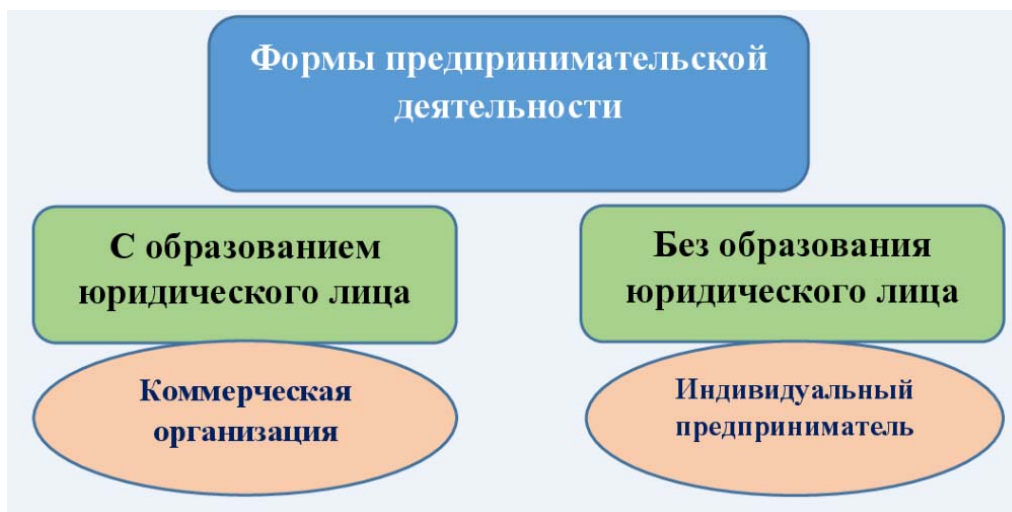 Формы предпринимательской
деятельности
С образованием
юридического лица
Без образования
юридического лица
Коммерческая
организация
Индивидуальный
предприниматель